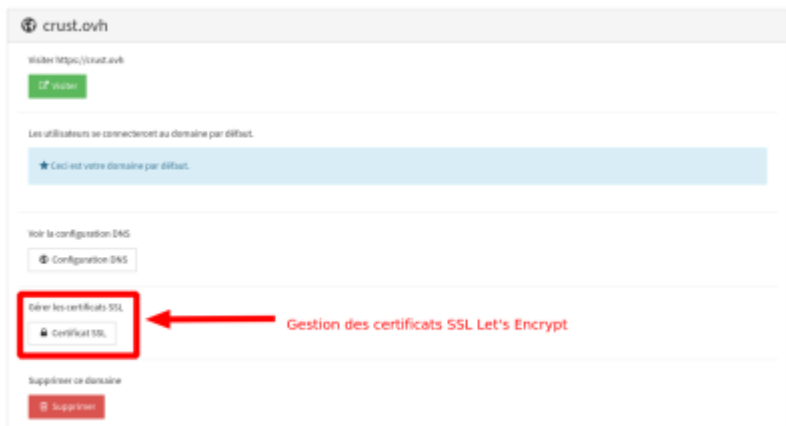 crust.ovh
Visiter https://crust.ovh
Visiter
Les utilisateurs se connecteront au domaine par défaut.
Ceci est votre domaine par défaut.
Voir la configuration DNS
Configuration DNS
Gérer les certificats SSL
Certificat SSL
Gestion des certificats SSL Let's Encrypt
Supprimer ce domaine
Supprimer